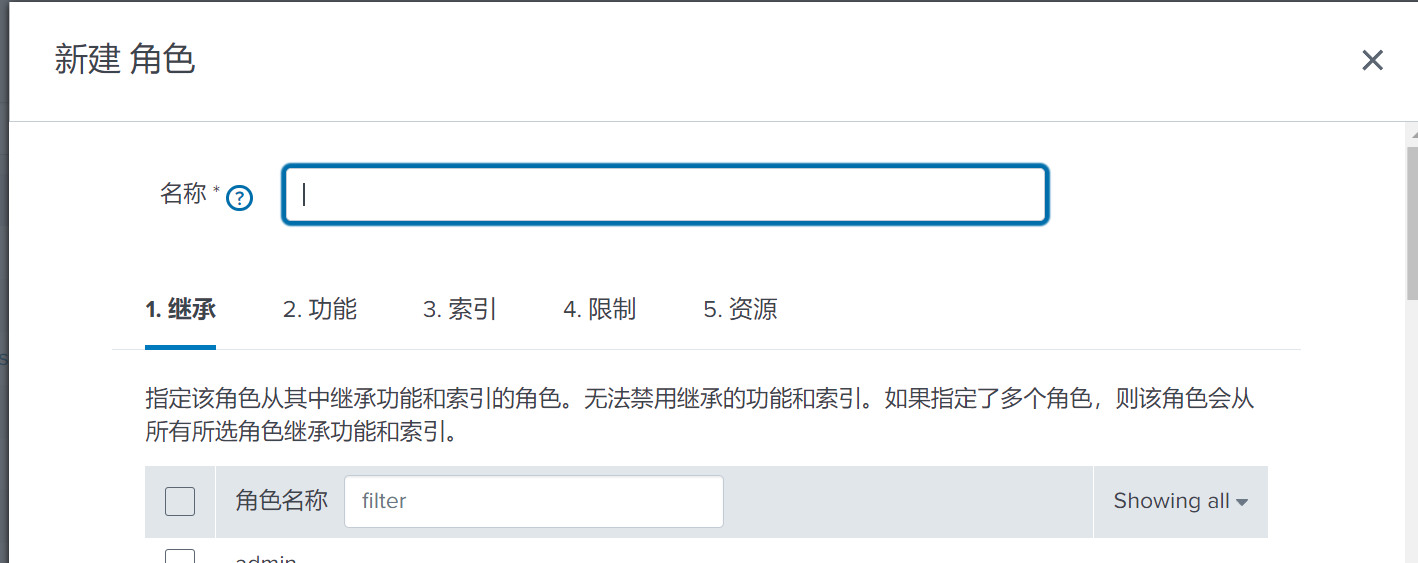 新建 角色
名称 * ?
1. 继承 2. 功能 3. 索引 4. 限制 5. 资源
指定该角色从其中继承功能和索引的角色。无法禁用继承的功能和索引。如果指定了多个角色，则该角色会从
所有所选角色继承功能和索引。
角色名称 filter Showing all
admin